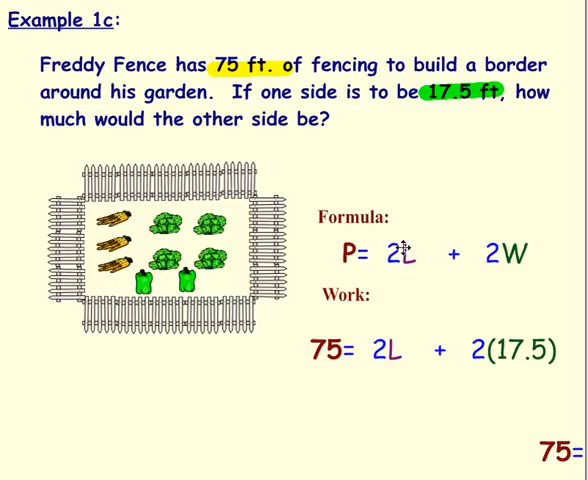 Example 1c:
Freddy Fence has 75 ft. of fencing to build a border
around his garden. If one side is to be 17.5 ft, how
much would the other side be?
Formula:
P= 2L + 2W
Work:
75= 2L + 2(17.5)
75=